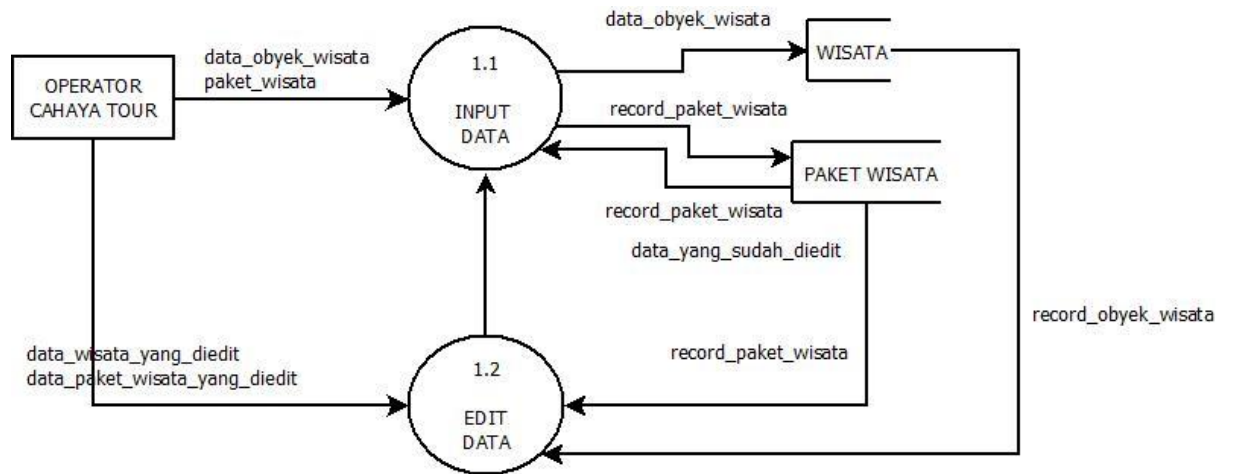 data_obyek_wisata
data_obyek_wisata
paket_wisata
OPERATOR
CAHAYA TOUR
1.1
INPUT
DATA
WISATA
record_paket_wisata
PAKET WISATA
record_paket_wisata
data_yang_sudah_diedit
record_obyek_wisata
data_wisata_yang_diedit
data_paket_wisata_yang_diedit
record_paket_wisata
1.2
EDIT
DATA